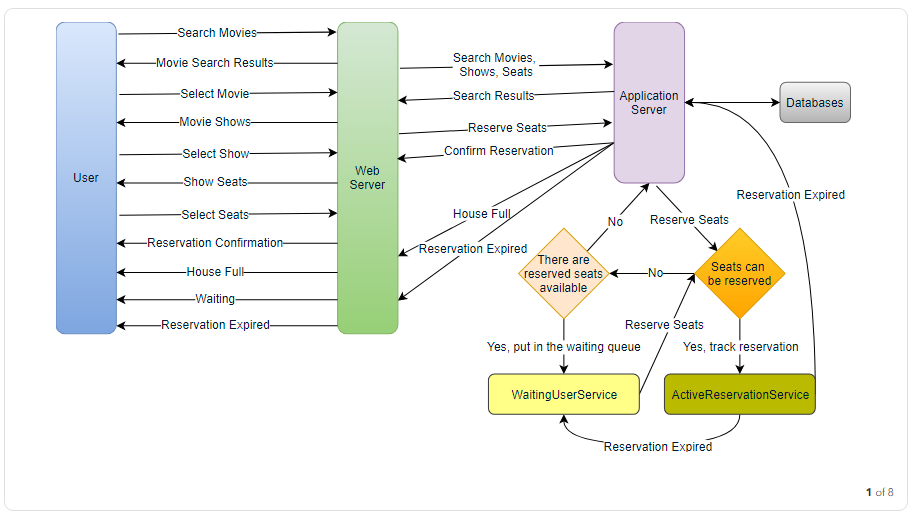 User
Search Movies
Movie Search Results
Select Movie
Movie Shows
Select Show
Show Seats
Select Seats
Reservation Confirmation
House Full
Waiting
Reservation Expired
Web
Server
Search Movies,
Shows, Seats
Search Results
Reserve Seats
Confirm Reservation
House Full
Reservation Expired
Application
Server
Databases
Reservation Expired
No
Reserve Seats
There are
reserved seats
available
No
Seats can
be reserved
Reserve Seats
Yes, put in the waiting queue
Yes, track reservation
WaitingUserService
ActiveReservationService
Reservation Expired
1 of 8